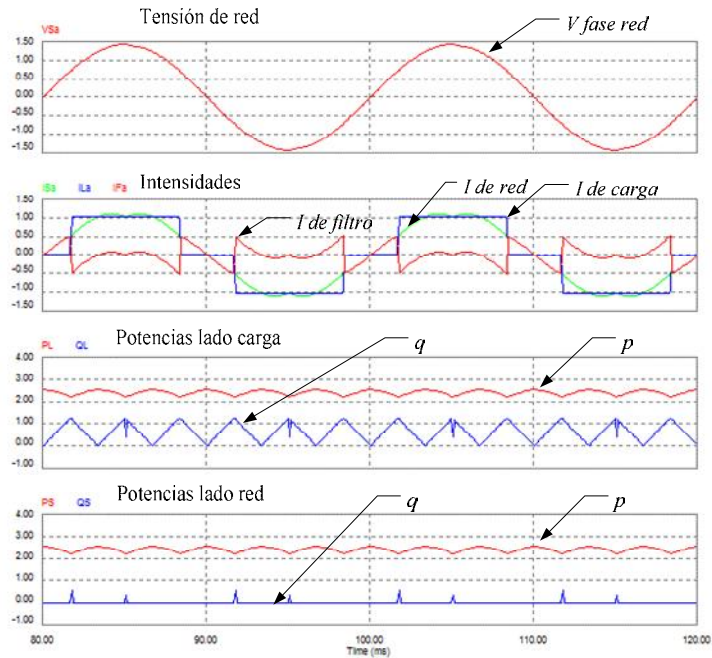 Tensión de red
VSa
V fase red
1.50
1.00
0.50
0.00
-0.50
-1.00
-1.50
Intensidades
ISa ILa IFa
I de filtro
I de red
I de carga
1.50
1.00
0.50
0.00
-0.50
-1.00
-1.50
Potencias lado carga
PL QL
q
p
4.00
3.00
2.00
1.00
0.00
-1.00
Potencias lado red
PS QS
q
p
4.00
3.00
2.00
1.00
0.00
-1.00
80.00 90.00 100.00 110.00 120.00
Time (ms)